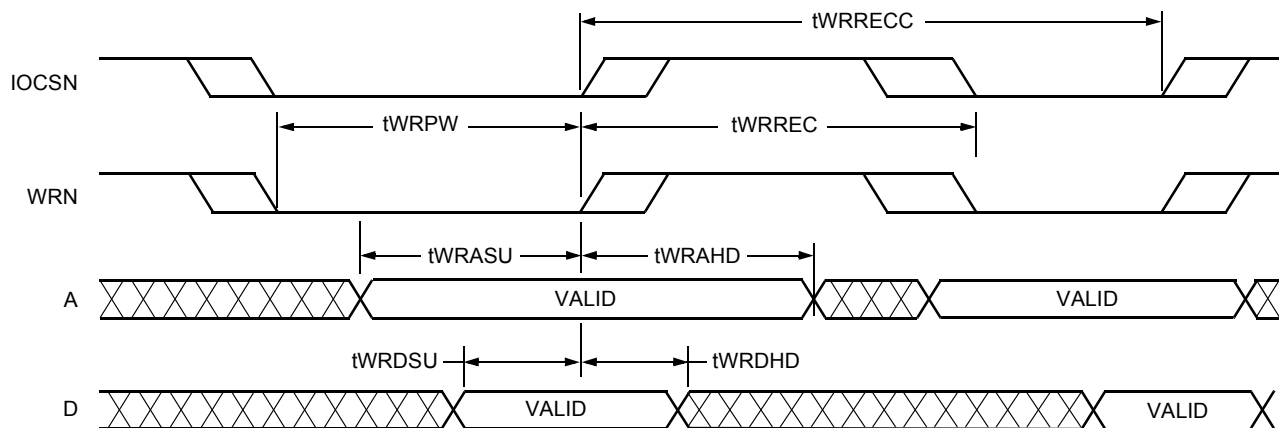 tWRRECC
IOCSN
tWRPW
tWRREC
WRN
tWRASU
tWRAHD
A
VALID
VALID
tWRDSU
tWRDHD
D
VALID
VALID